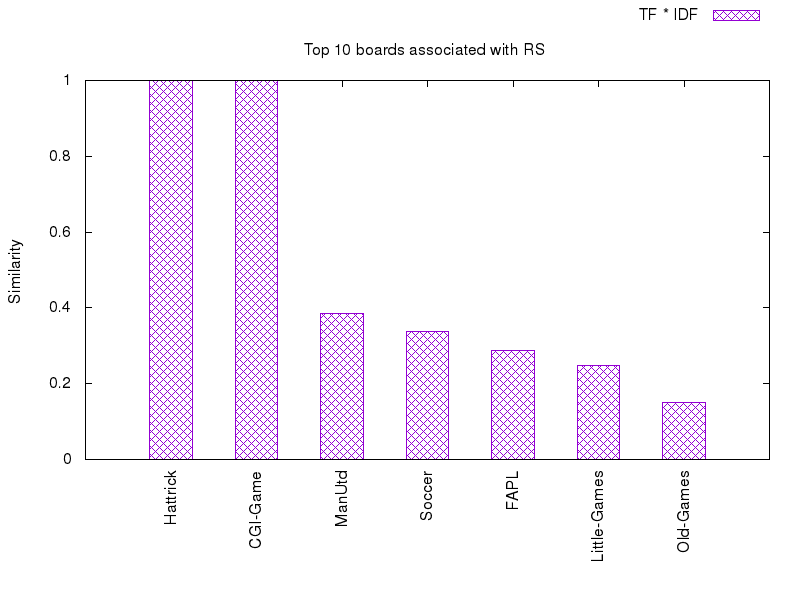 TF * IDF
Top 10 boards associated with RS
1
0.8
0.6
0.4
0.2
0
Similarity
Hattrick
CGI-Game
ManUtd
Soccer
FAPL
Little-Games
Old-Games